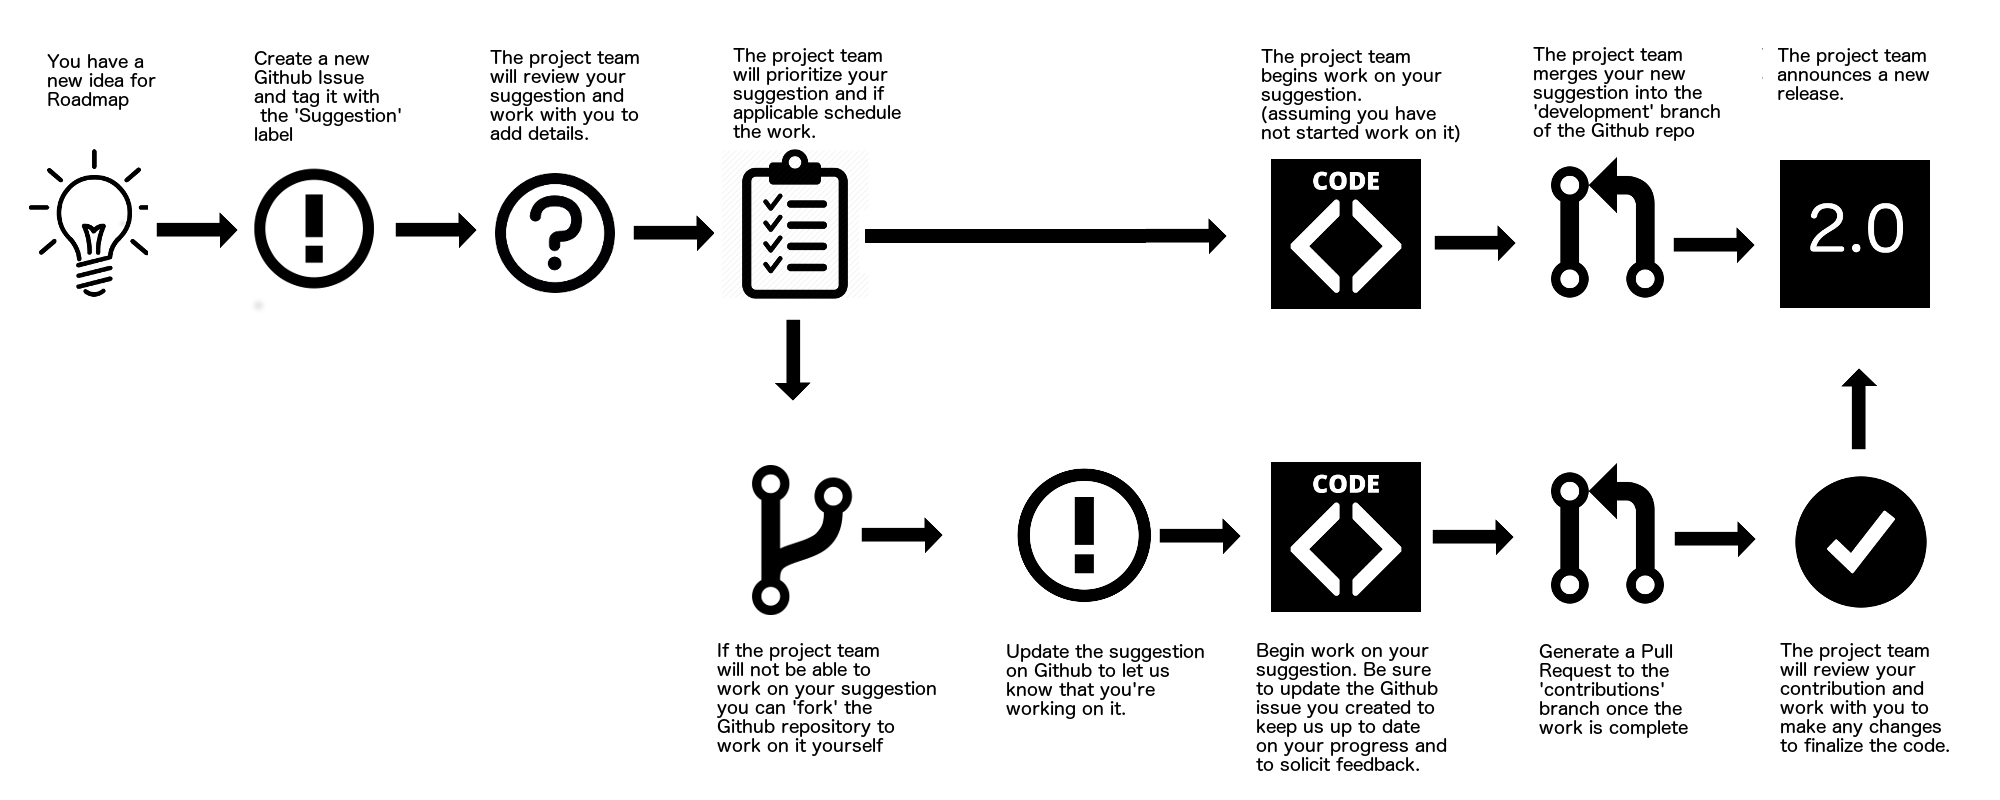 You have a
new idea for
Roadmap
Create a new
Github Issue
and tag it with
the 'Suggestion'
label
The project team
will review your
suggestion and
work with you to
add details.
The project team
will prioritize your
suggestion and if
applicable schedule
the work.
The project team
begins work on your
suggestion.
(assuming you have
not started work on it)
The project team
merges your new
suggestion into the
'development' branch
of the Github repo
The project team
announces a new
release.
CODE
2.0
CODE
If the project team
will not be able to
work on your suggestion
you can 'fork' the
Github repository to
work on it yourself
Update the suggestion
on Github to let us
know that you're
working on it.
Begin work on your
suggestion. Be sure
to update the Github
issue you created to
keep us up to date
on your progress and
to solicit feedback.
Generate a Pull
Request to the
'contributions'
branch once the
work is complete
The project team
will review your
contribution and
work with you to
make any changes
to finalize the code.